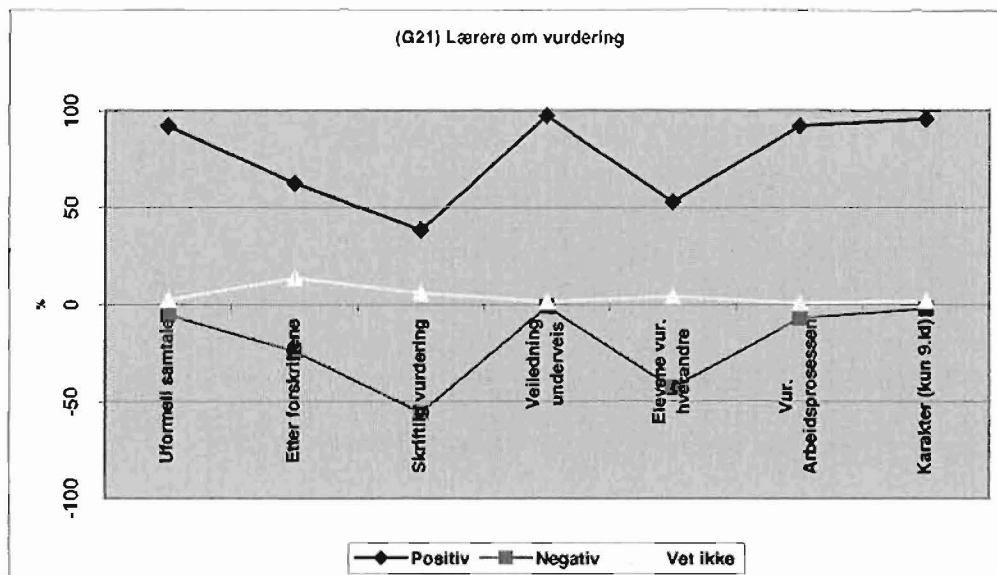 (G21) Lærere om vurdering
100
50
0
-50
-100
%
Uformell samtale
Etter forskriftene
Skriftlig vurdering
Veiledning
underveis
Elevene vur.
hverandre
Vur.
Arbeidsprosessen
Karakter (kun 9.kl)
Positiv
Negativ
Vet ikke